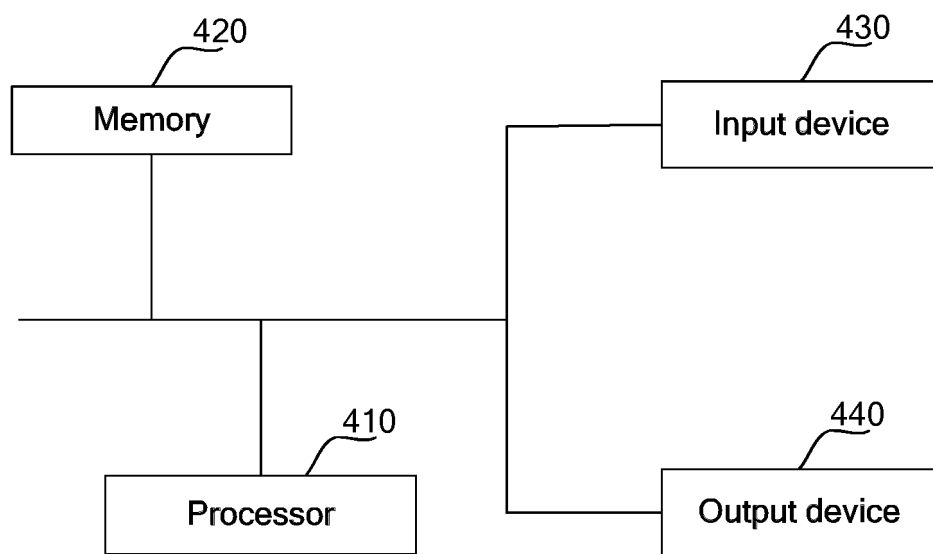 420
Memory
430
Input device
410
Processor
440
Output device